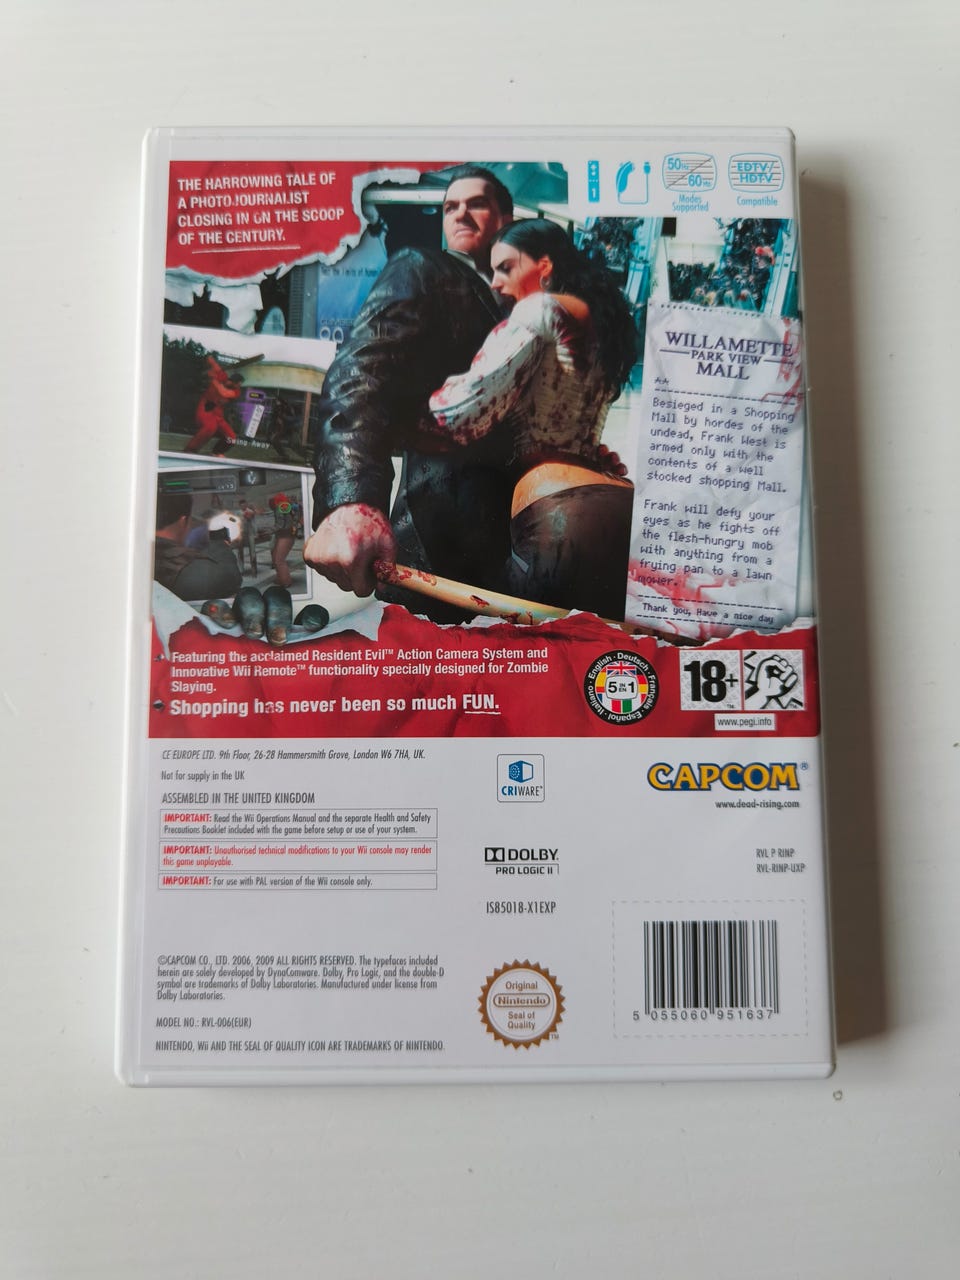 THE HARROWING TALE OF
A PHOTOJOURNALIST
CLOSING IN ON THE SCOOP
OF THE CENTURY.
1
50Hz
60Hz
Modes
Supported
EDTV/
HDTV
Compatible
Swing Away
WILLAMETTE
PARK VIEW
MALL
**
Besieged in a Shopping
Mall by hordes of the
undead, Frank West is
armed only with the
contents of a well
stocked shopping Mall.
Frank will defy your
eyes as he fights off
the flesh-hungry mob
with anything from a
frying pan to a lawn
mower.
Thank you, Have a nice day
Featuring the acclaimed Resident Evil™ Action Camera System and
Innovative Wii Remote™ functionality specially designed for Zombie
Slaying.
Shopping has never been so much FUN.
English · Deutsch · Français · Español · Italiano
5 IN EN 1
18+
www.pegi.info
CE EUROPE LTD. 9th Floor, 26-28 Hammersmith Grove, London W6 7HA, UK.
Not for supply in the UK
ASSEMBLED IN THE UNITED KINGDOM
IMPORTANT: Read the Wii Operations Manual and the separate Health and Safety
Precautions Booklet included with the game before setup or use of your system.
IMPORTANT: Unauthorised technical modifications to your Wii console may render
this game unplayable.
IMPORTANT: For use with PAL version of the Wii console only.
CRIWARE™
CAPCOM®
www.dead-rising.com
DOLBY.
PRO LOGIC II
RVL P RINP
RVL-RINP-UXP
IS85018-X1EXP
©CAPCOM CO., LTD. 2006, 2009 ALL RIGHTS RESERVED. The typefaces included
herein are solely developed by DynaComware. Dolby, Pro Logic, and the double-D
symbol are trademarks of Dolby Laboratories. Manufactured under license from
Dolby Laboratories.
MODEL NO.: RVL-006(EUR)
NINTENDO, Wii AND THE SEAL OF QUALITY ICON ARE TRADEMARKS OF NINTENDO.
Original
Nintendo
Seal of
Quality
TM
5 055060 951637